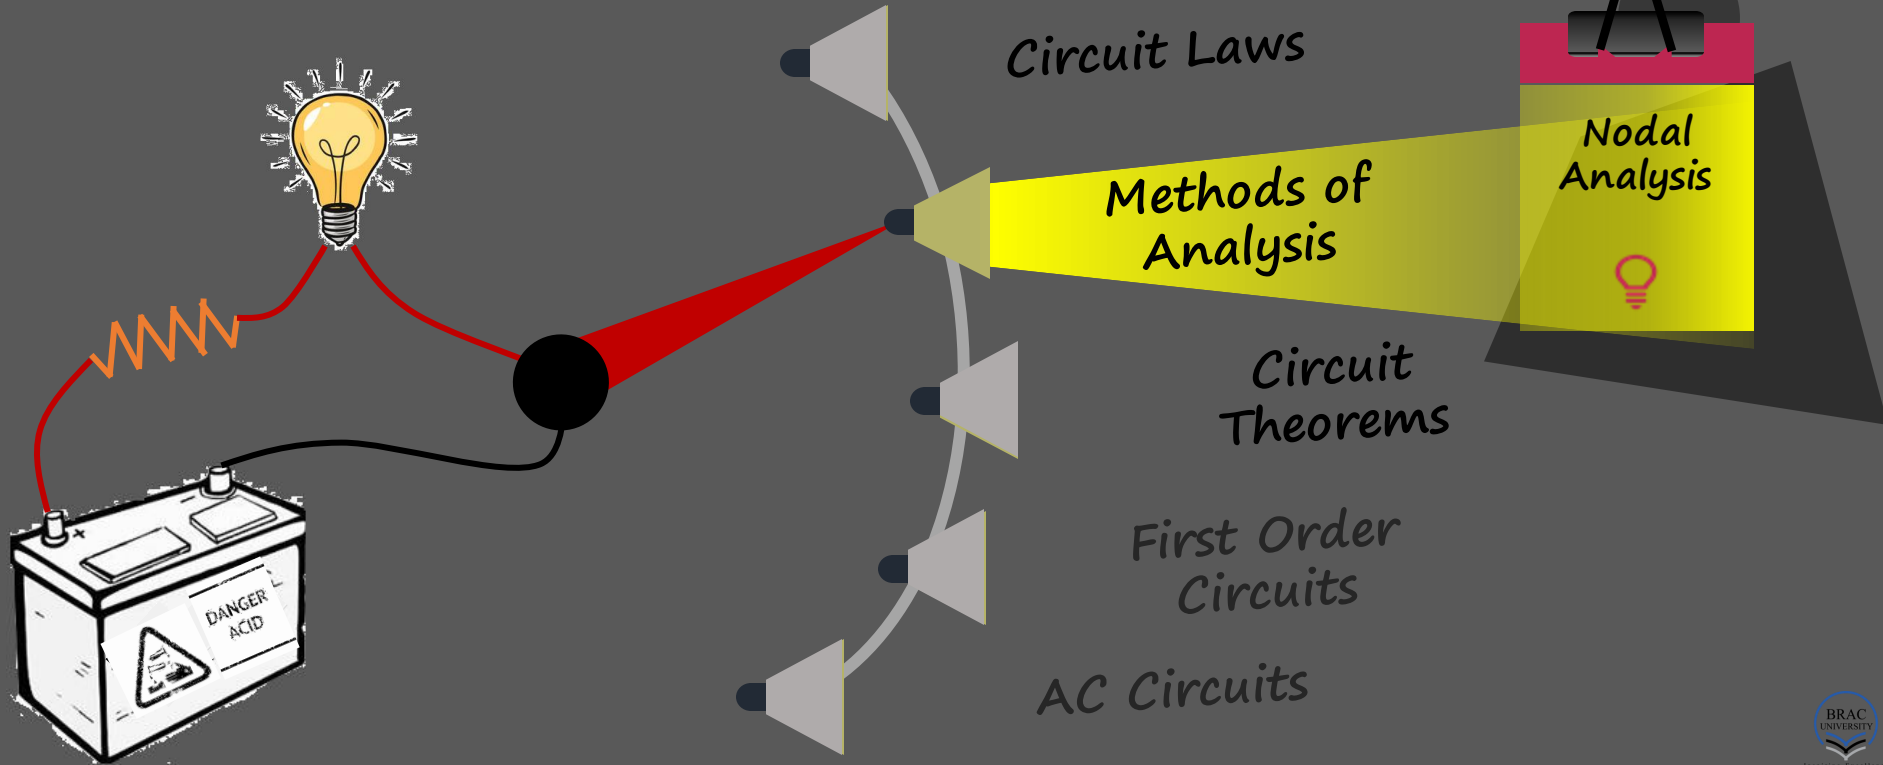 Circuit Laws
Methods of
Analysis
Nodal
Analysis
Circuit
Theorems
First Order
Circuits
AC Circuits
+
DANGER
ACID
BRAC
UNIVERSITY